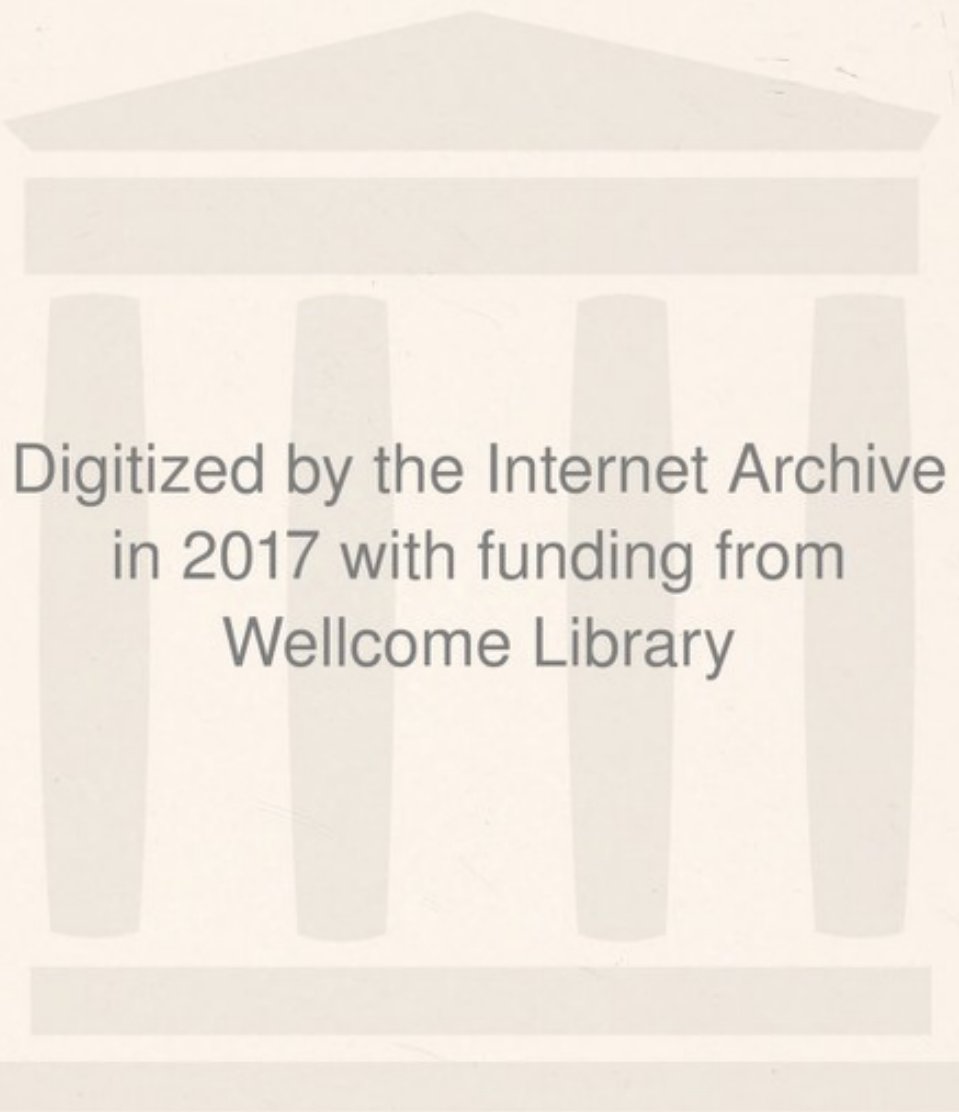 Digitized by the Internet Archive
in 2017 with funding from
Wellcome Library